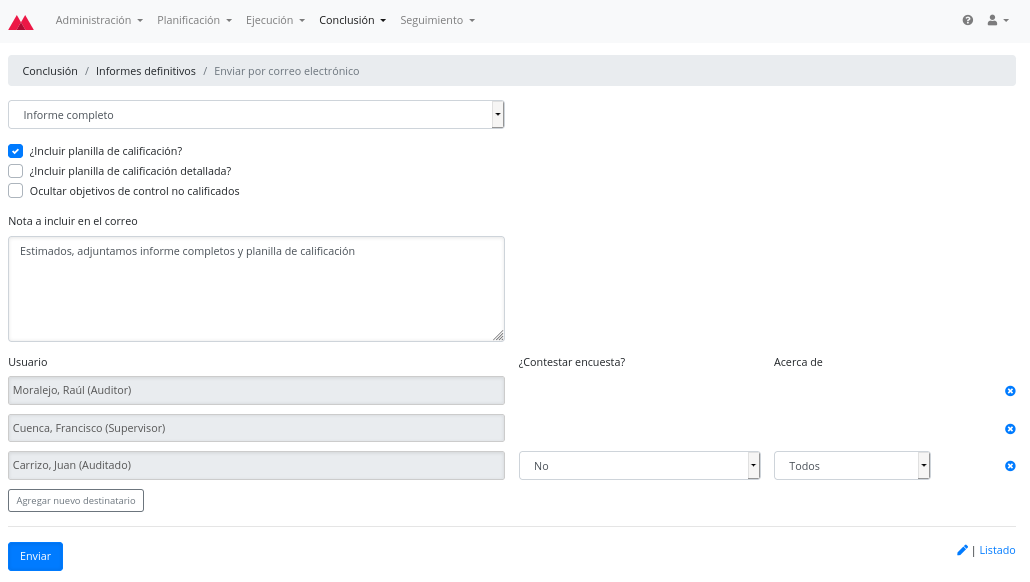 Administración Planificación Ejecución Conclusión Seguimiento
Conclusión / Informes definitivos / Enviar por correo electrónico
Informe completo
¿Incluir planilla de calificación?
¿Incluir planilla de calificación detallada?
Ocultar objetivos de control no calificados
Nota a incluir en el correo
Estimados, adjuntamos informe completos y planilla de calificación
Usuario ¿Contestar encuesta? Acerca de
Moralejo, Raúl (Auditor)
Cuenca, Francisco (Supervisor)
Carrizo, Juan (Auditado) No Todos
Agregar nuevo destinatario
Enviar | Listado